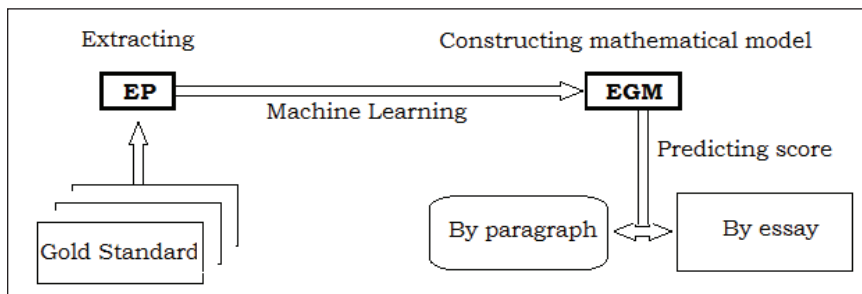 Extracting
Constructing mathematical model
EP
EGM
Machine Learning
Predicting score
By paragraph
By essay
Gold Standard